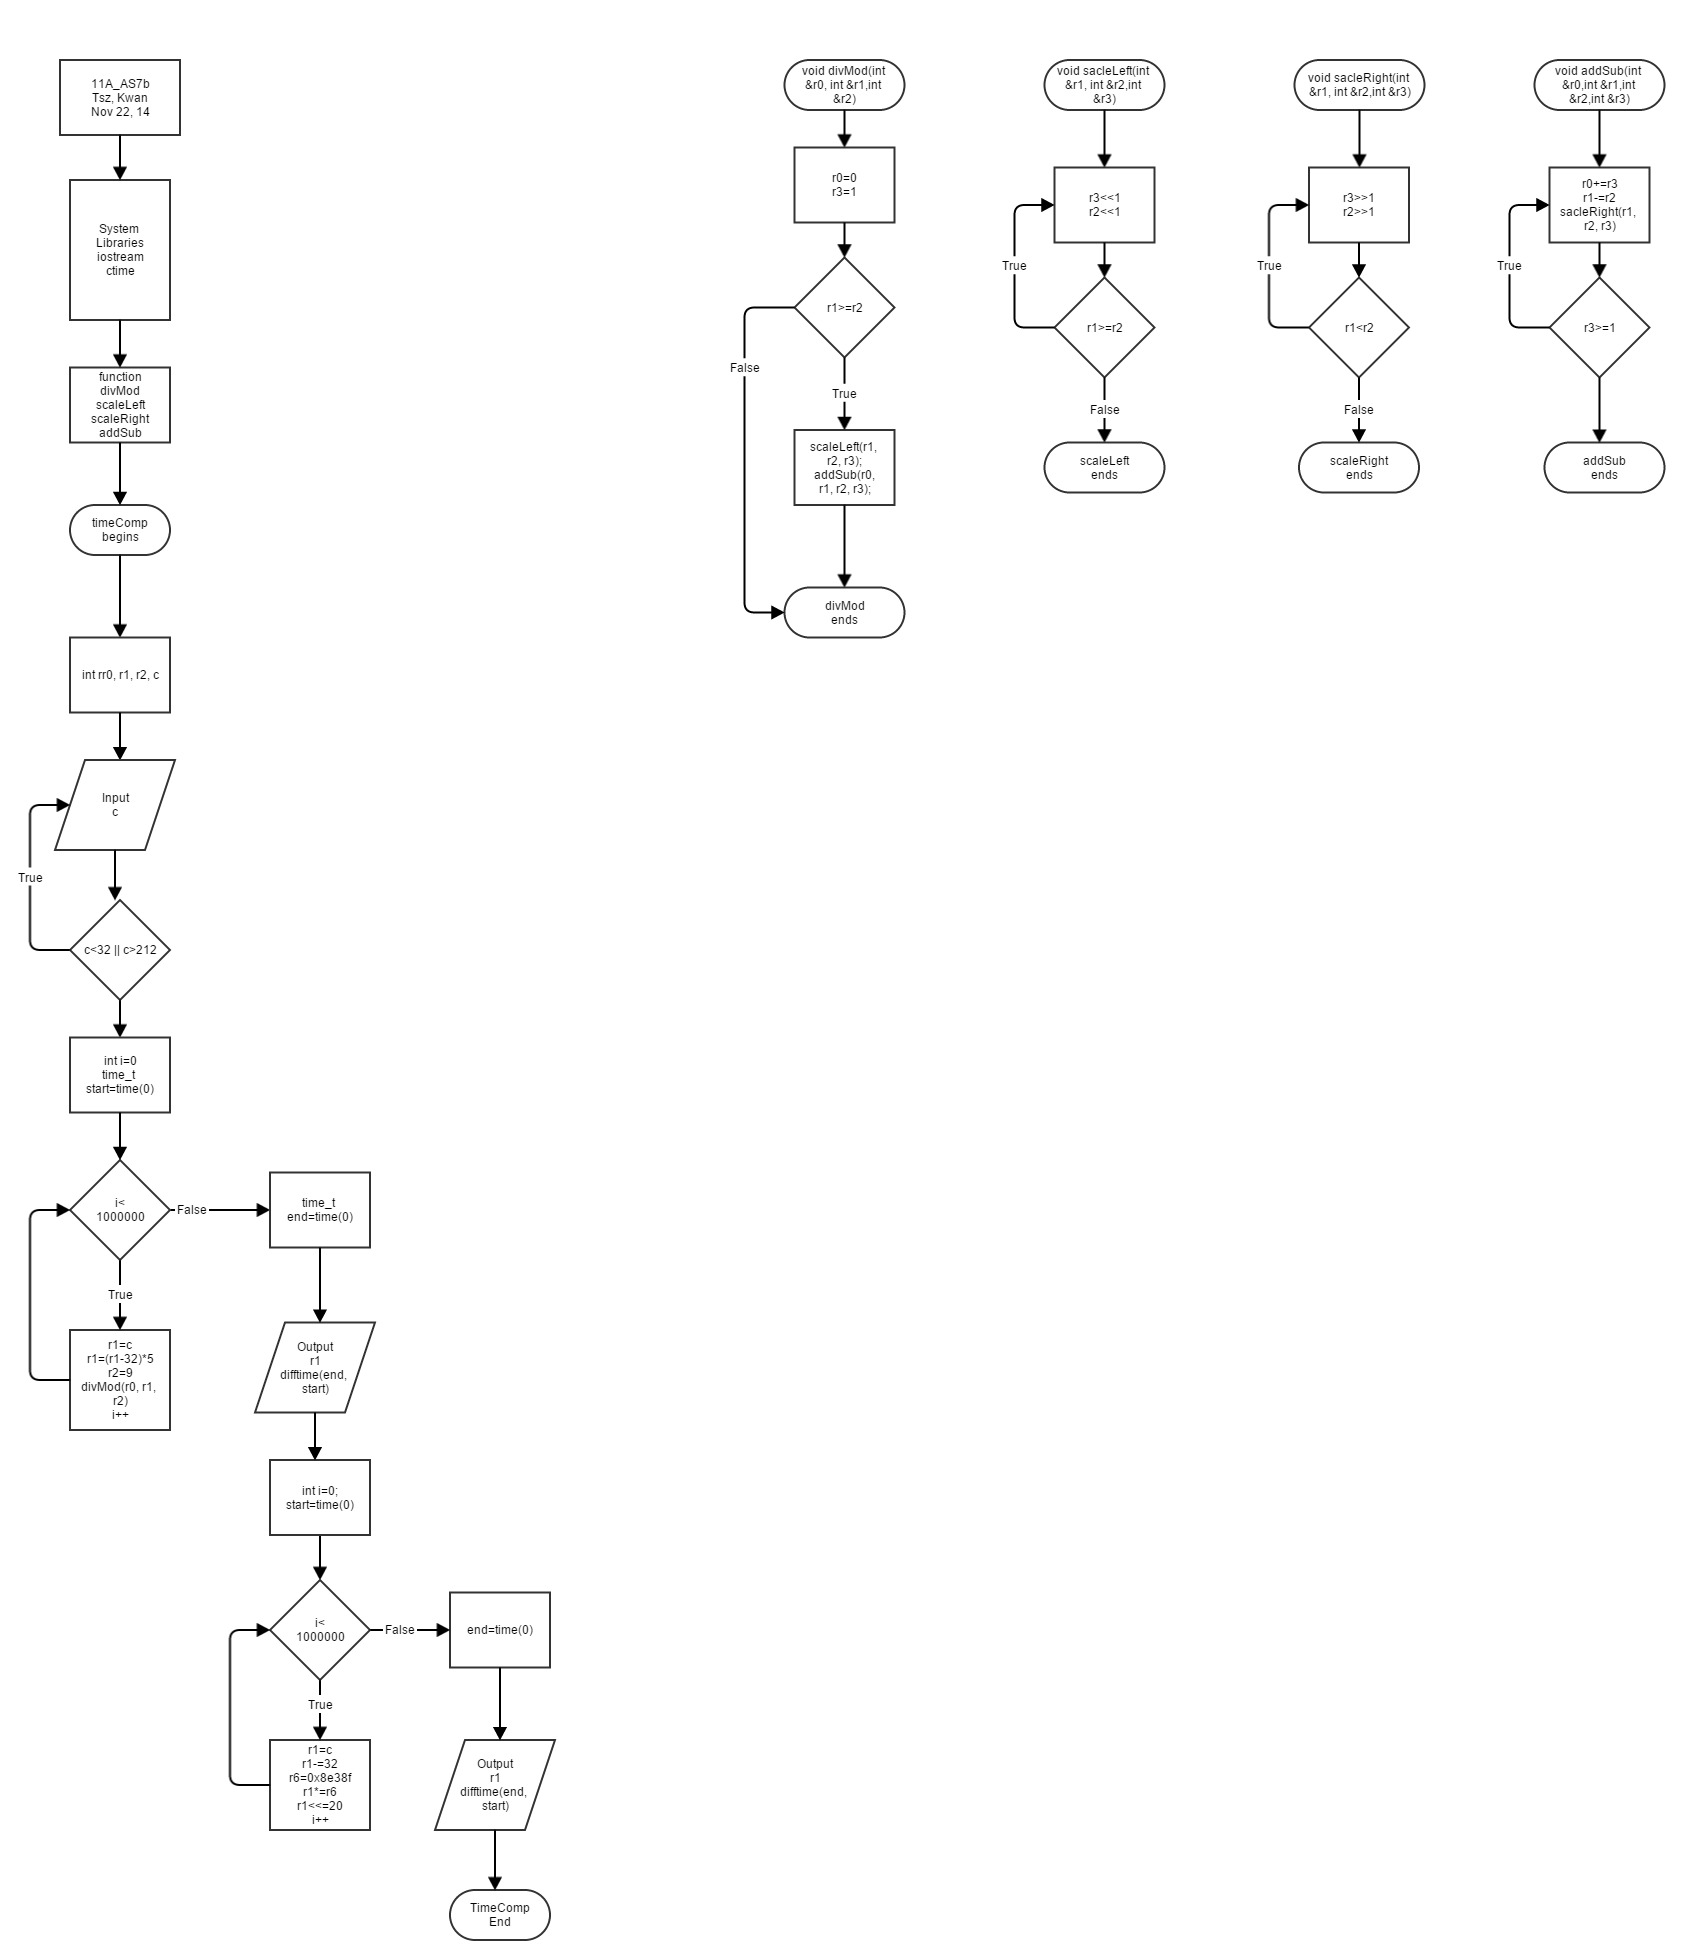 11A_AS7b
Tsz, Kwan
Nov 22, 14
System
Libraries
iostream
ctime
function
divMod
scaleLeft
scaleRight
addSub
timeComp
begins
int rr0, r1, r2, c
Input
c
True
c<32 || c>212
int i=0
time_t
start=time(0)
i<
1000000
False
True
r1=c
r1=(r1-32)*5
r2=9
divMod(r0, r1,
r2)
i++
time_t
end=time(0)
Output
r1
difftime(end,
start)
int i=0;
start=time(0)
i<
1000000
False
True
r1=c
r1-=32
r6=0x8e38f
r1*=r6
r1<<=20
i++
end=time(0)
Output
r1
difftime(end,
start)
TimeComp
End
void divMod(int
&r0, int &r1,int
&r2)
r0=0
r3=1
r1>=r2
False
True
scaleLeft(r1,
r2, r3);
addSub(r0,
r1, r2, r3);
divMod
ends
void sacleLeft(int
&r1, int &r2,int
&r3)
r3<<1
r2<<1
True
r1>=r2
False
scaleLeft
ends
void sacleRight(int
&r1, int &r2,int &r3)
r3>>1
r2>>1
True
r1<r2
False
scaleRight
ends
void addSub(int
&r0,int &r1,int
&r2,int &r3)
r0+=r3
r1-=r2
sacleRight(r1,
r2, r3)
True
r3>=1
addSub
ends